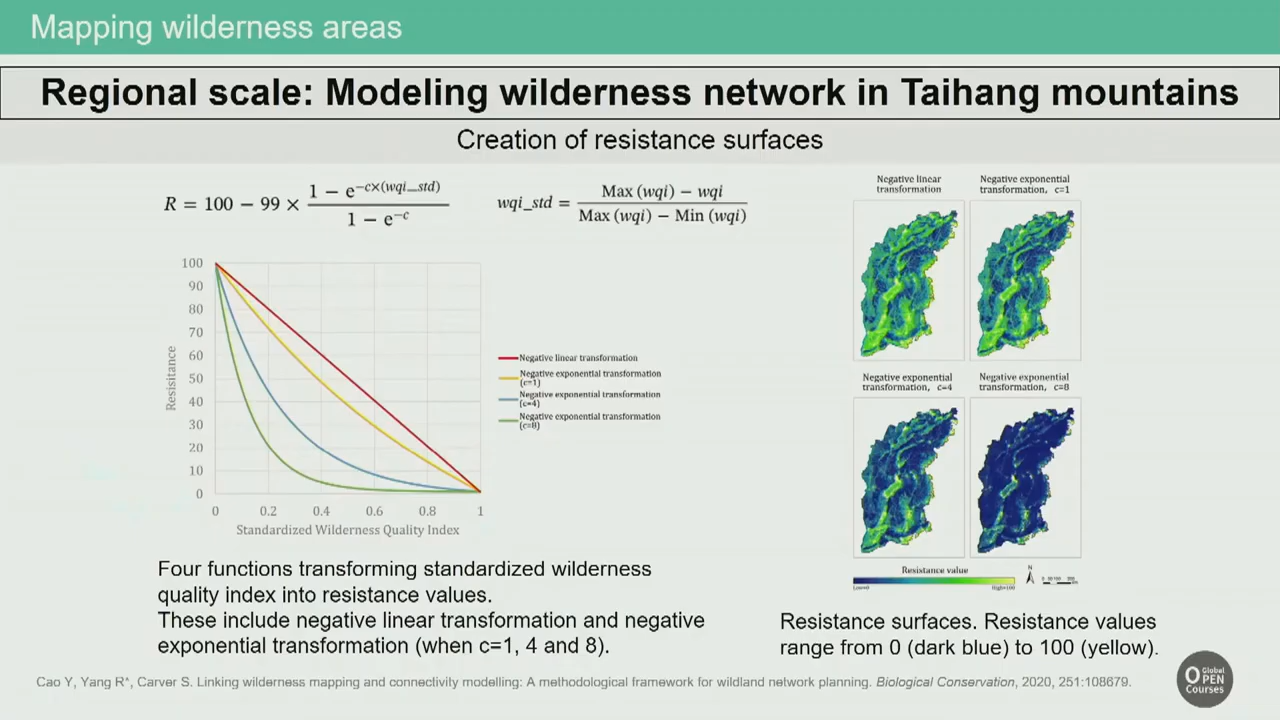 Mapping wilderness areas
Regional scale: Modeling wilderness network in Taihang mountains
Creation of resistance surfaces
R = 100 − 99 × (1 − e^(−c×(wqi_std))) / (1 − e^(−c))
wqi_std = (Max (wqi) − wqi) / (Max (wqi) − Min (wqi))
100
90
80
70
60
50
40
30
20
10
0
Resisitance
0 0.2 0.4 0.6 0.8 1
Standardized Wilderness Quality Index
Negative linear transformation
Negative exponential transformation
(c=1)
Negative exponential transformation
(c=4)
Negative exponential transformation
(c=8)
Four functions transforming standardized wilderness
quality index into resistance values.
These include negative linear transformation and negative
exponential transformation (when c=1, 4 and 8).
Negative linear
transformation
Negative exponential
transformation, c=1
Negative exponential
transformation, c=4
Negative exponential
transformation, c=8
Resistance value
N
Resistance surfaces. Resistance values
range from 0 (dark blue) to 100 (yellow).
Cao Y, Yang R*, Carver S. Linking wilderness mapping and connectivity modelling: A methodological framework for wildland network planning. Biological Conservation, 2020, 251:108679.
Global
OPEN
Courses